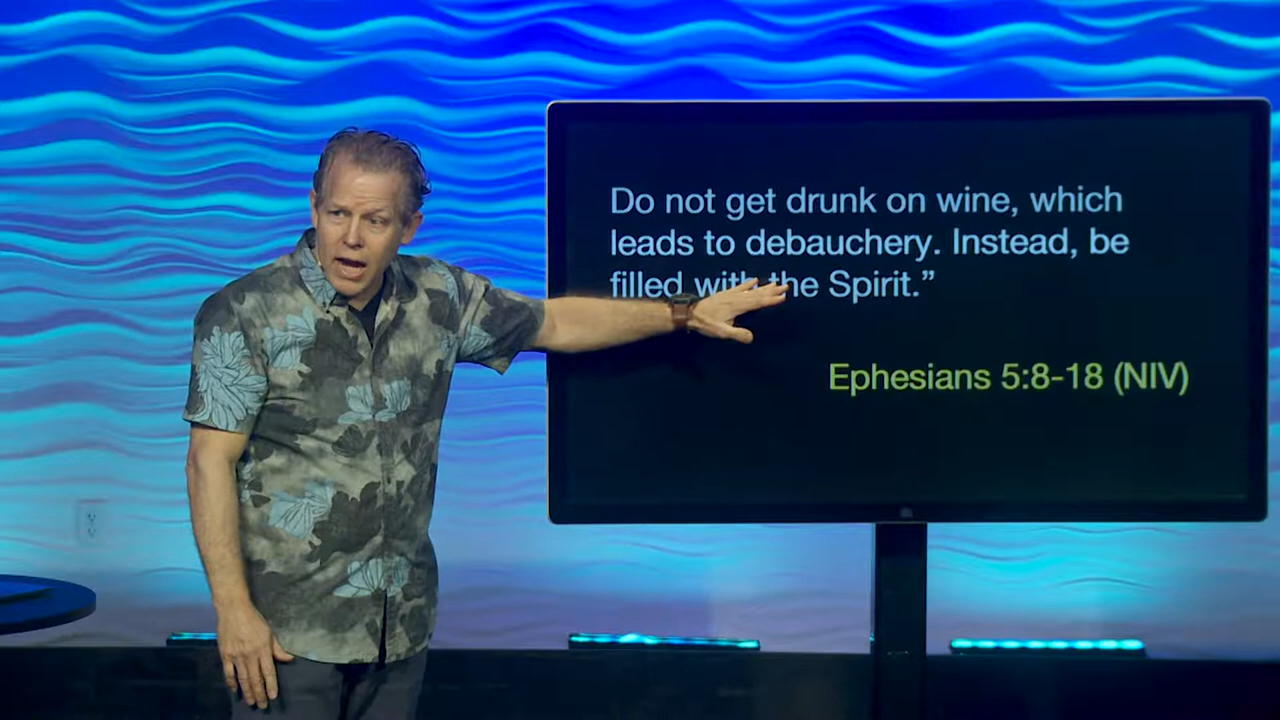 Do not get drunk on wine, which
leads to debauchery. Instead, be
filled with the Spirit.”
Ephesians 5:8-18 (NIV)